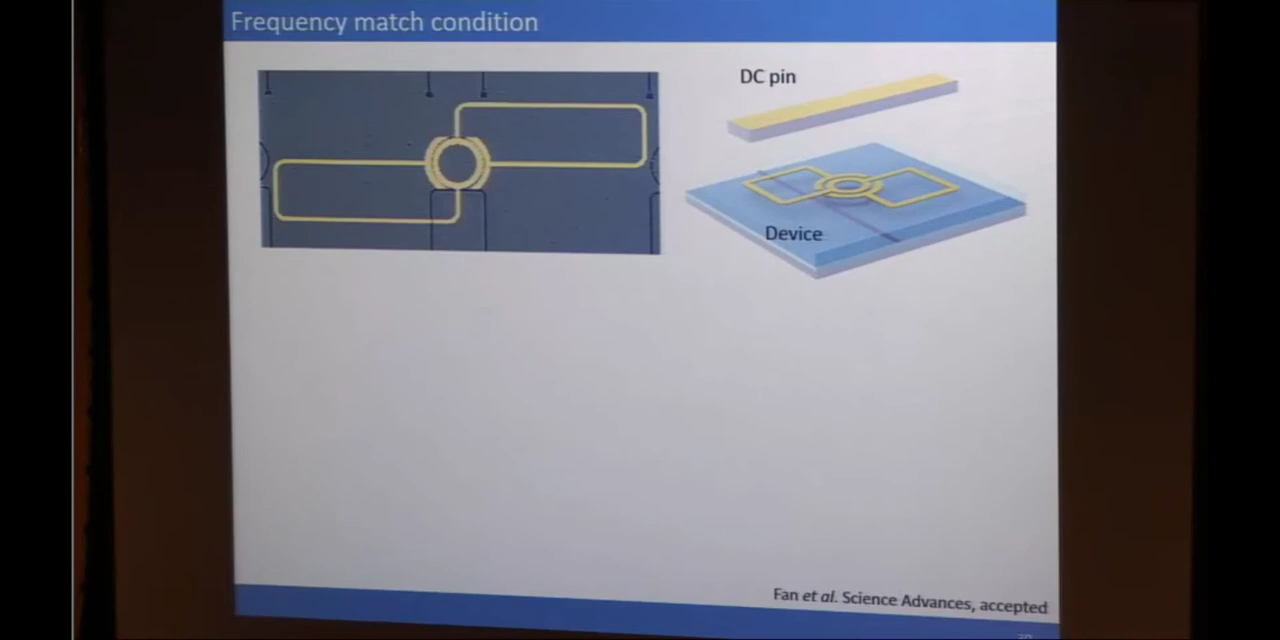 Frequency match condition
DC pin
Device
Fan et al. Science Advances, accepted